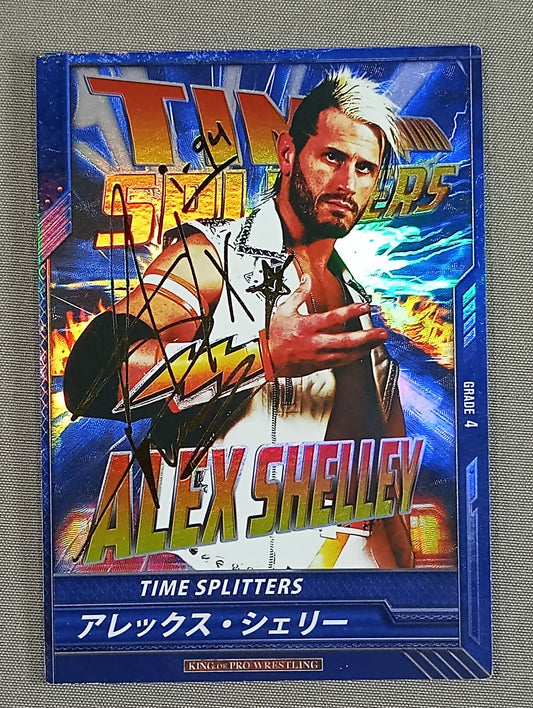 TIME
SPLITTERS
94
GRADE 4
ALEX SHELLEY
TIME SPLITTERS
アレックス・シェリー
KING OF PRO-WRESTLING